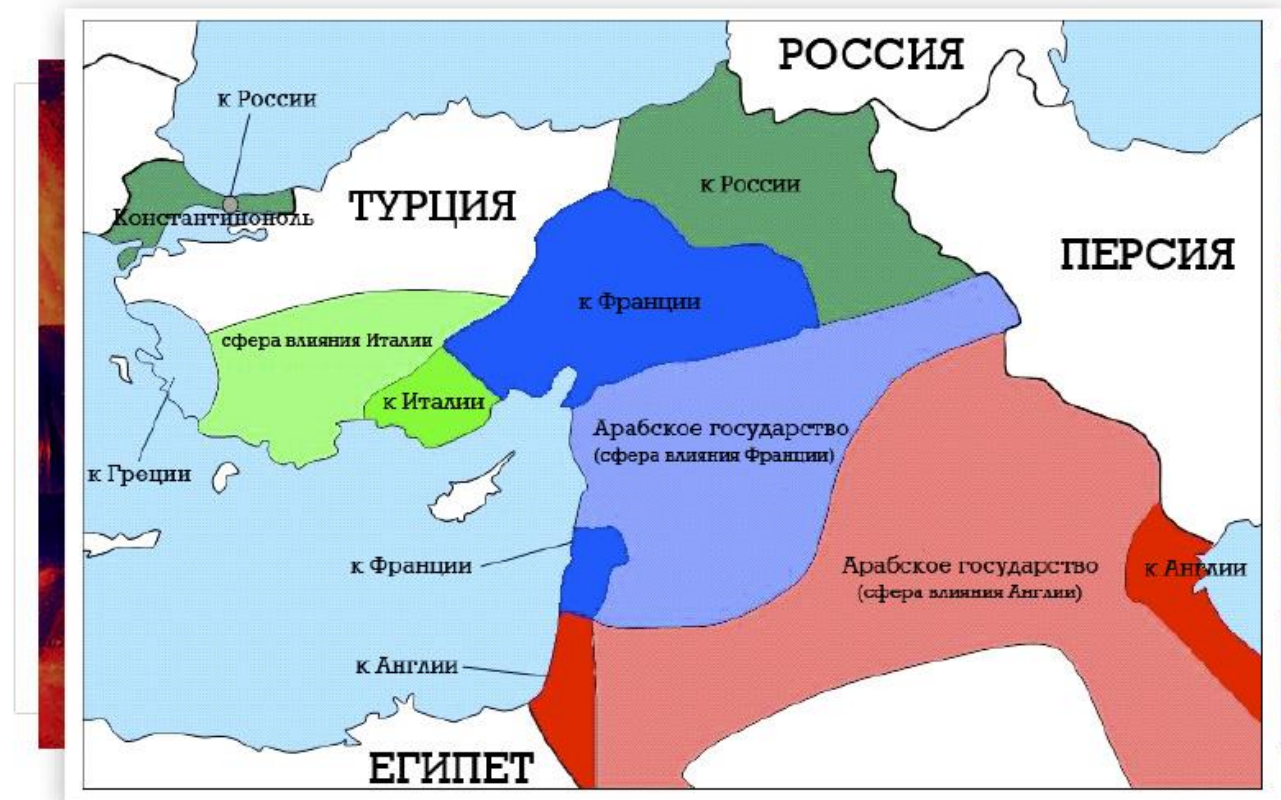 РОССИЯ
к России
к России
Константинополь
ТУРЦИЯ
ПЕРСИЯ
к Франции
сфера влияния Италии
к Италии
Арабское государство
(сфера влияния Франции)
к Греции
к Франции
Арабское государство
(сфера влияния Англии)
к Англии
к Англии
ЕГИПЕТ